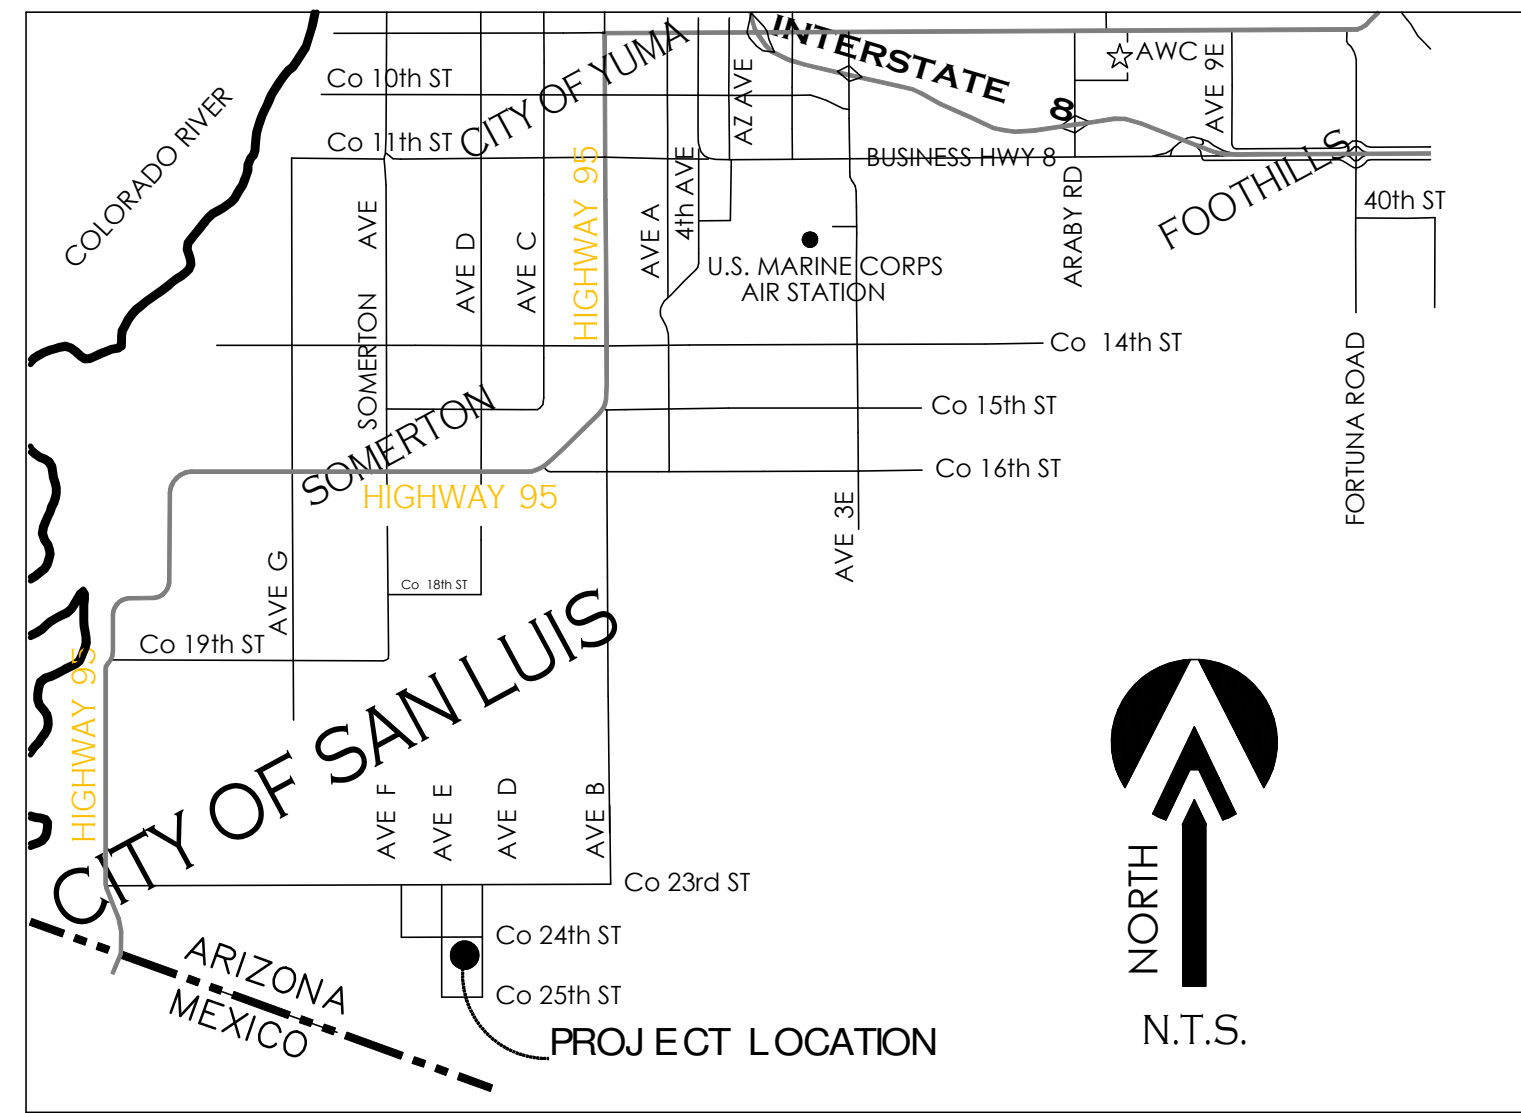 INTERSTATE 8
CITY OF YUMA
AWC
AVE 9E
Co 10th ST
AZ AVE
COLORADO RIVER
Co 11th ST
BUSINESS HWY 8
HIGHWAY 95
4th AVE
AVE A
ARABY RD
FOOTHILLS
40th ST
SOMERTON AVE
AVE D
AVE C
U.S. MARINE CORPS
AIR STATION
Co 14th ST
FORTUNA ROAD
Co 15th ST
SOMERTON
Co 16th ST
HIGHWAY 95
AVE 3E
AVE G
Co 18th ST
Co 19th ST
HIGHWAY 95
CITY OF SAN LUIS
AVE F
AVE E
AVE D
AVE B
Co 23rd ST
Co 24th ST
ARIZONA
MEXICO
Co 25th ST
PROJECT LOCATION
NORTH
N.T.S.